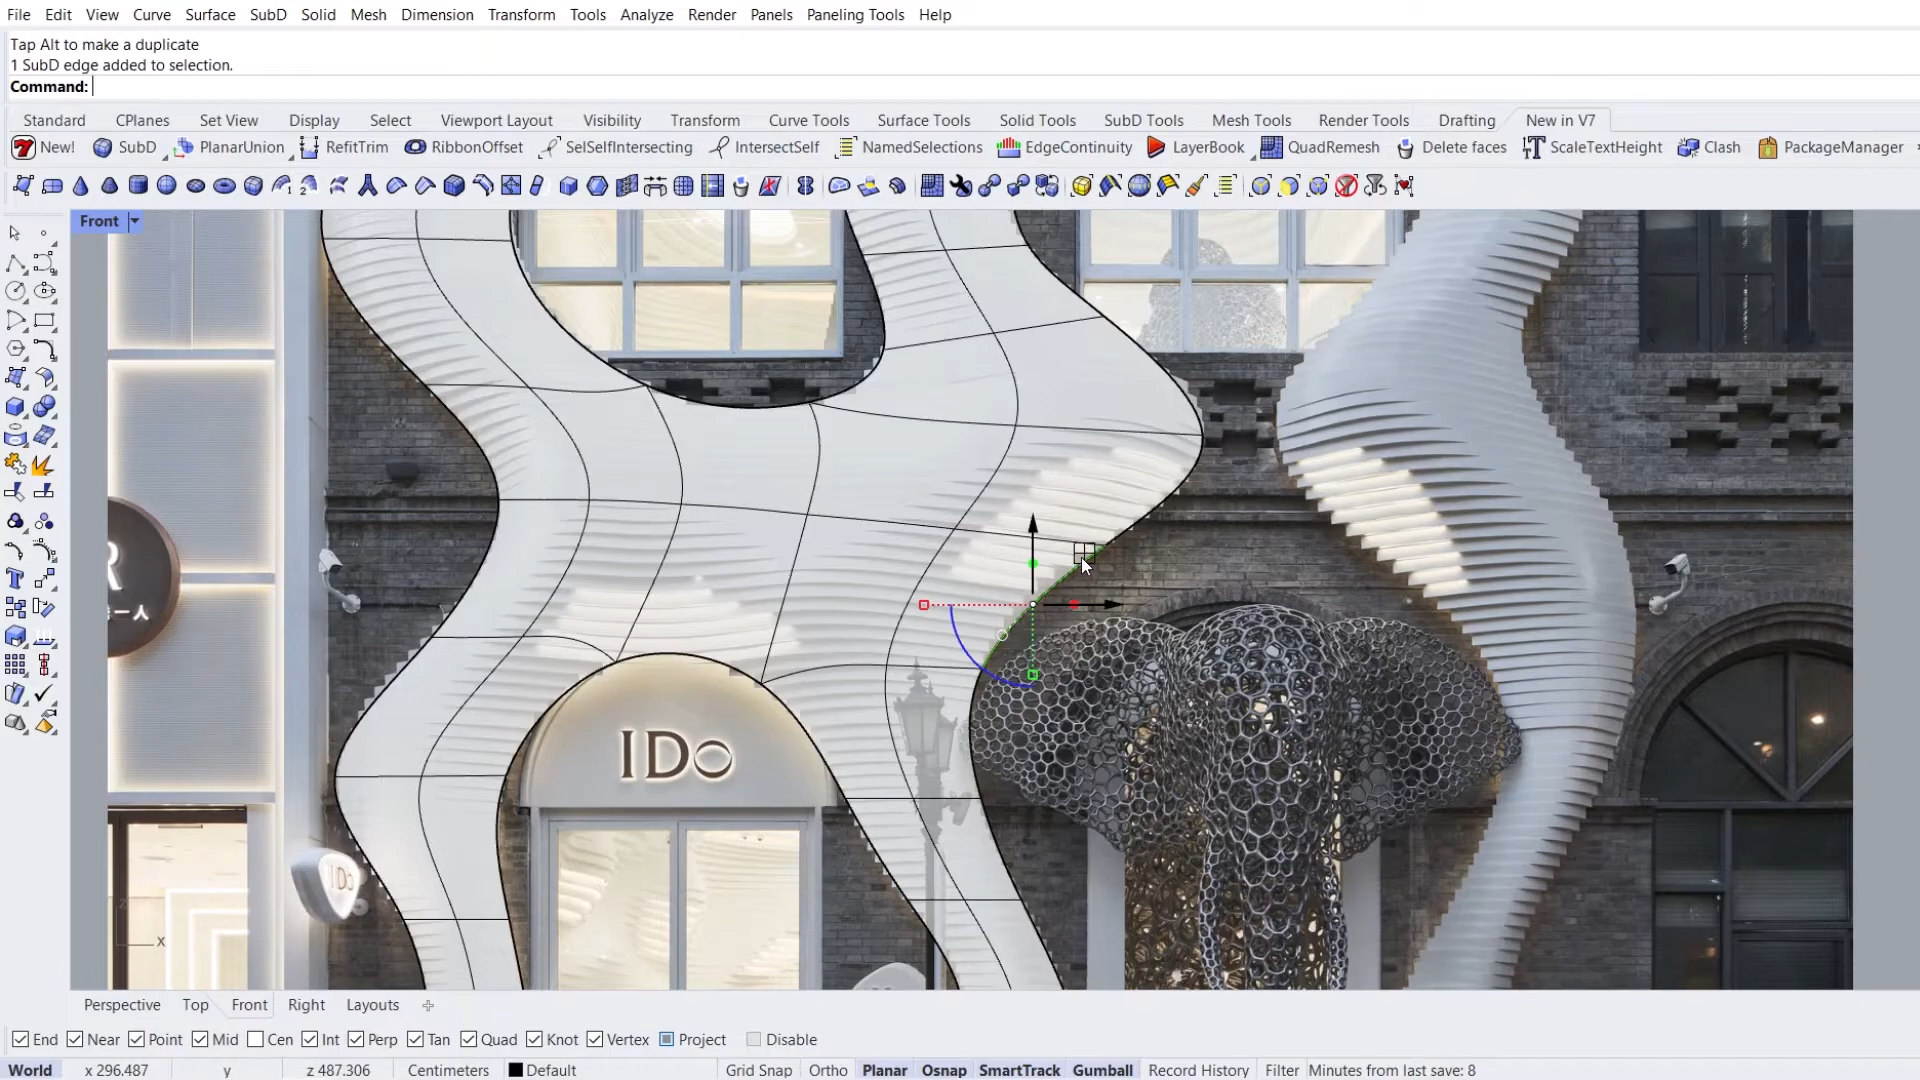 File Edit View Curve Surface SubD Solid Mesh Dimension Transform Tools Analyze Render Panels Paneling Tools Help
Tap Alt to make a duplicate
1 SubD edge added to selection.
Command:
Standard CPlanes Set View Display Select Viewport Layout Visibility Transform Curve Tools Surface Tools Solid Tools SubD Tools Mesh Tools Render Tools Drafting New in V7
7 New! SubD PlanarUnion RefitTrim RibbonOffset SelSelfIntersecting IntersectSelf NamedSelections EdgeContinuity LayerBook QuadRemesh Delete faces ScaleTextHeight Clash PackageManager
Front
R
一人
IDo
IDo
x
Perspective Top Front Right Layouts
End Near Point Mid Cen Int Perp Tan Quad Knot Vertex Project Disable
World x 296.487 y z 487.306 Centimeters Default Grid Snap Ortho Planar Osnap SmartTrack Gumball Record History Filter Minutes from last save: 8